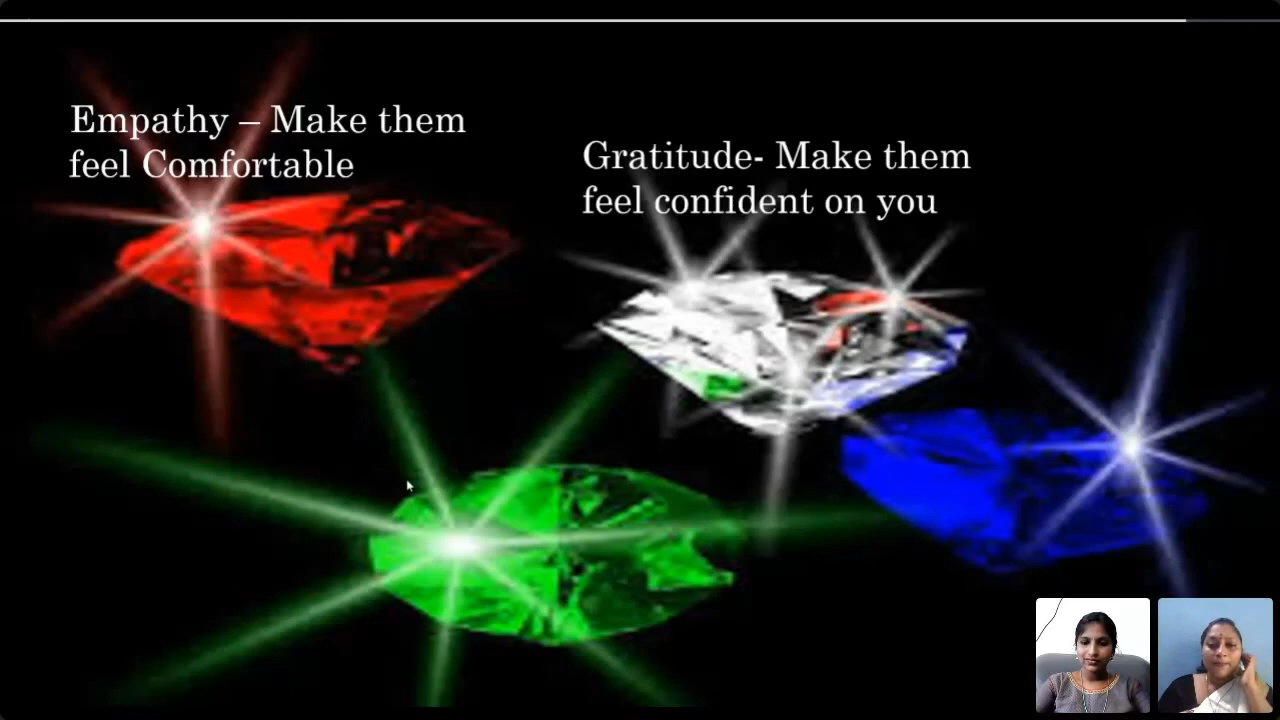 Empathy – Make them
feel Comfortable
Gratitude- Make them
feel confident on you